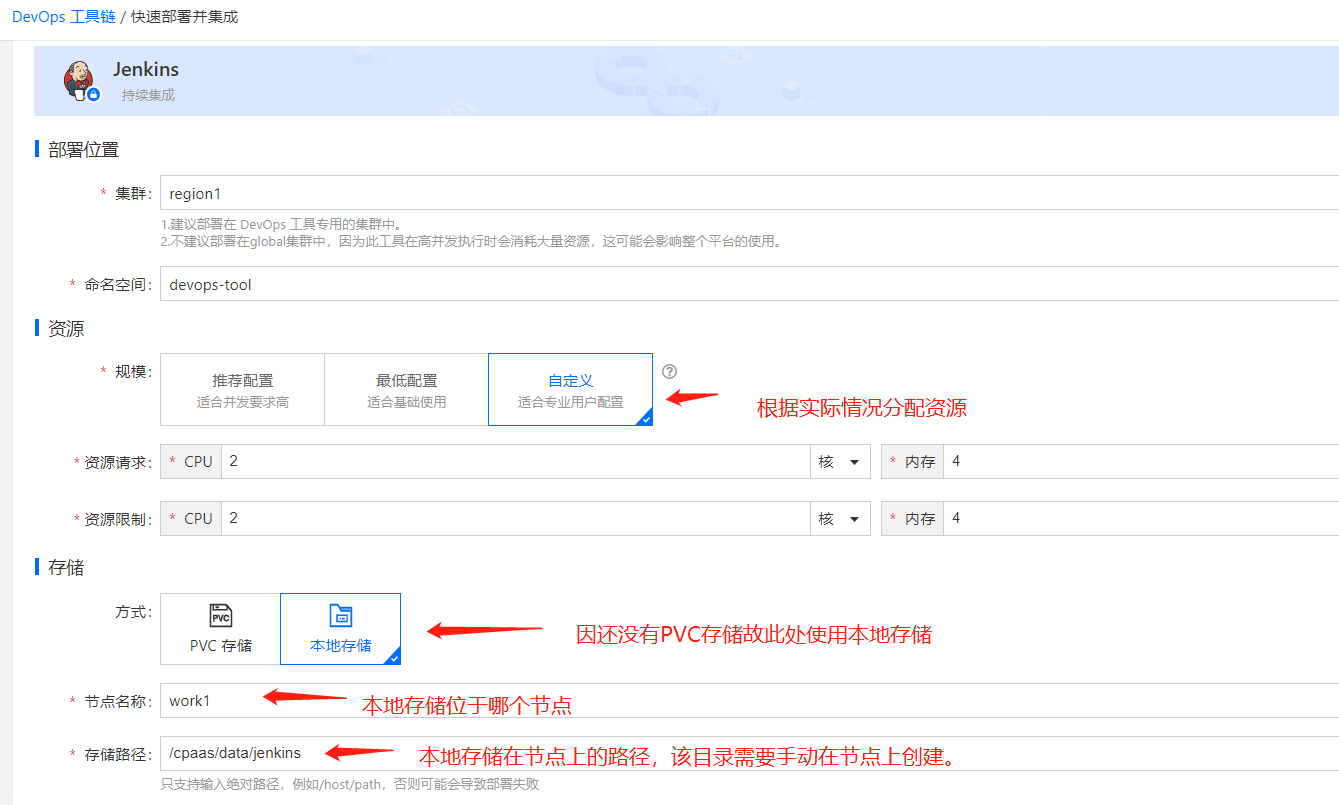 DevOps 工具链 / 快速部署并集成
Jenkins
持续集成
部署位置
* 集群: region1
1.建议部署在 DevOps 工具专用的集群中。
2.不建议部署在global集群中，因为此工具在高并发执行时会消耗大量资源，这可能会影响整个平台的使用。
* 命名空间: devops-tool
资源
* 规模: 推荐配置 最低配置 自定义 ?
适合并发要求高 适合基础使用 适合专业用户配置
根据实际情况分配资源
* 资源请求: * CPU 2 核 * 内存 4
* 资源限制: * CPU 2 核 * 内存 4
存储
方式: PVC
PVC 存储 本地存储
因还没有PVC存储故此处使用本地存储
* 节点名称: work1 本地存储位于哪个节点
* 存储路径: /cpaas/data/jenkins 本地存储在节点上的路径，该目录需要手动在节点上创建。
只支持输入绝对路径，例如/host/path，否则可能会导致部署失败